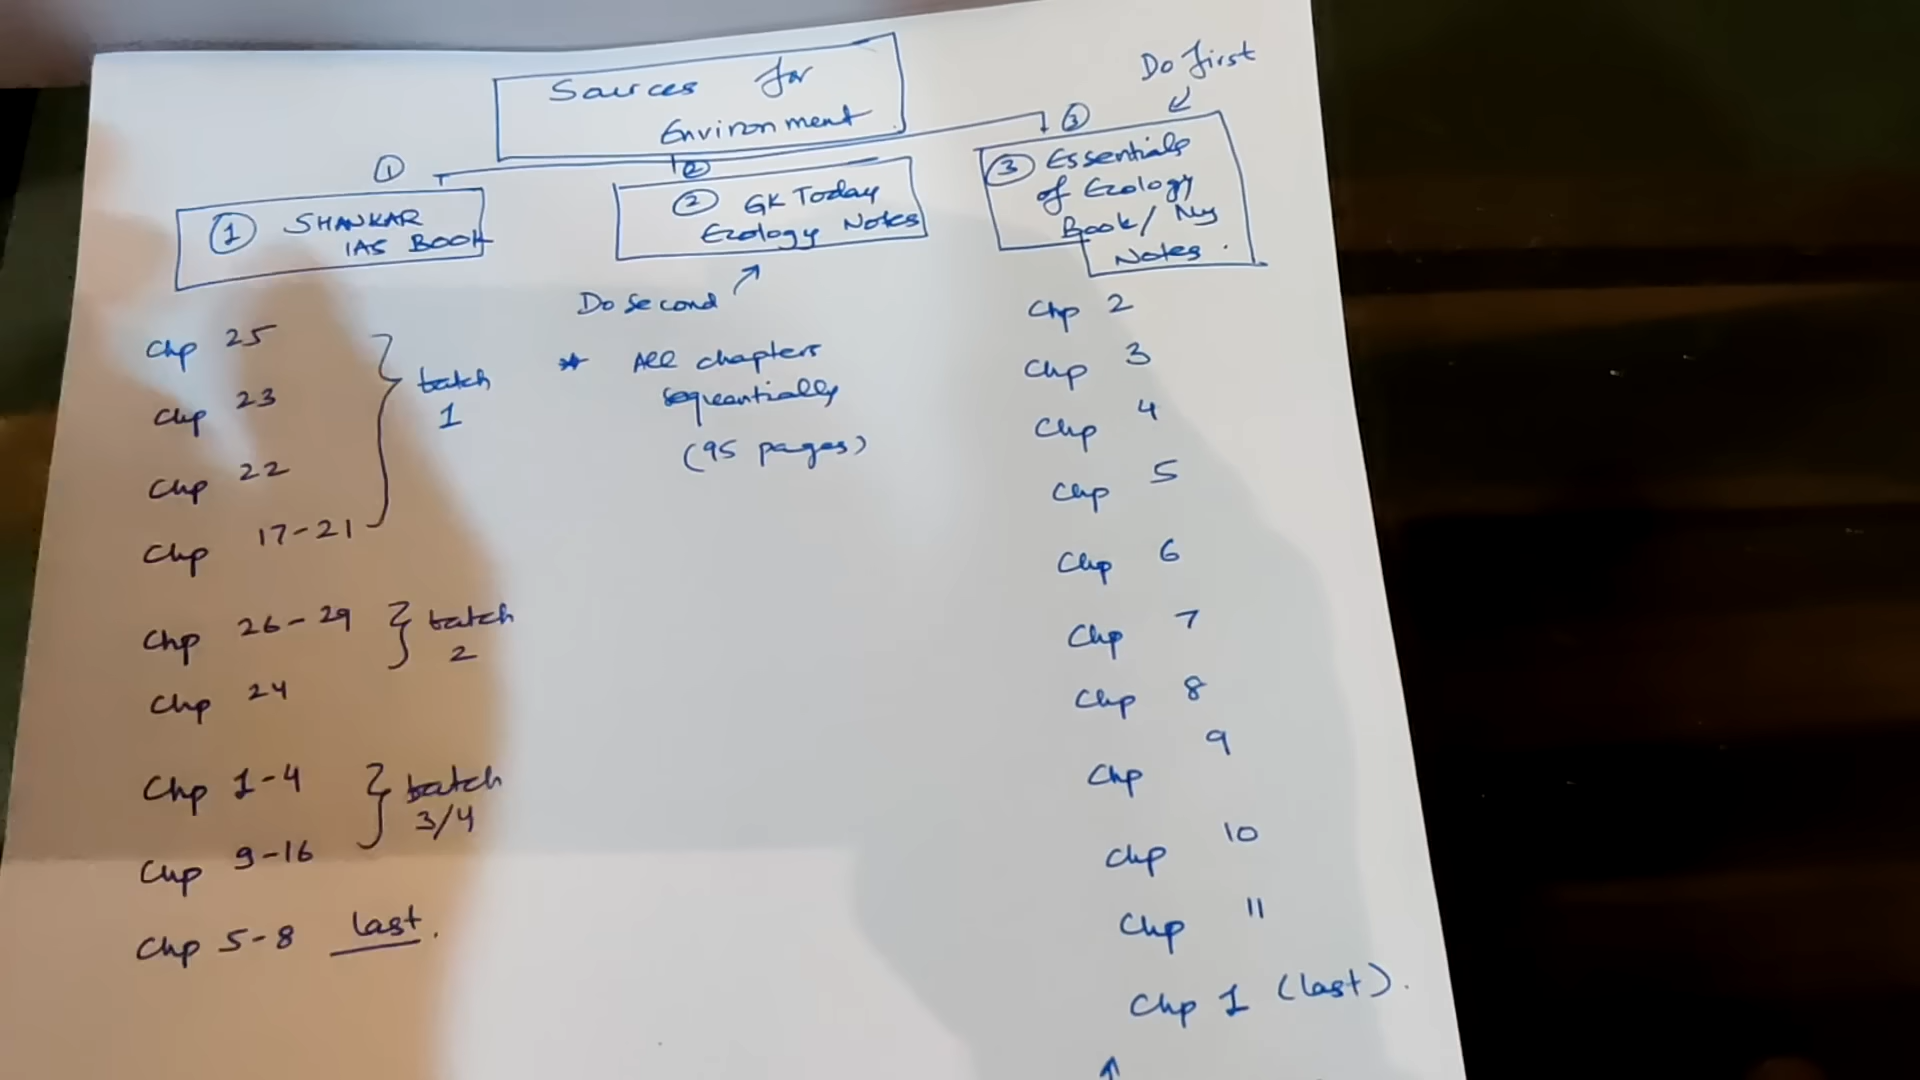 Sources for
Environment
Do first
①
②
③
① SHANKAR
IAS BOOK
② GK Today
Ecology Notes
③ Essentials
of Ecology
Book / My
Notes.
Do Second
Chp 25
Chp 23
Chp 22
Chp 17-21
batch
1
Chp 26-29
Chp 24
batch
2
Chp 1-4
Chp 9-16
batch
3/4
Chp 5-8 last.
* All chapters
sequentially
(95 pages)
Chp 2
Chp 3
Chp 4
Chp 5
Chp 6
Chp 7
Chp 8
Chp 9
Chp 10
Chp 11
Chp 1 (last).